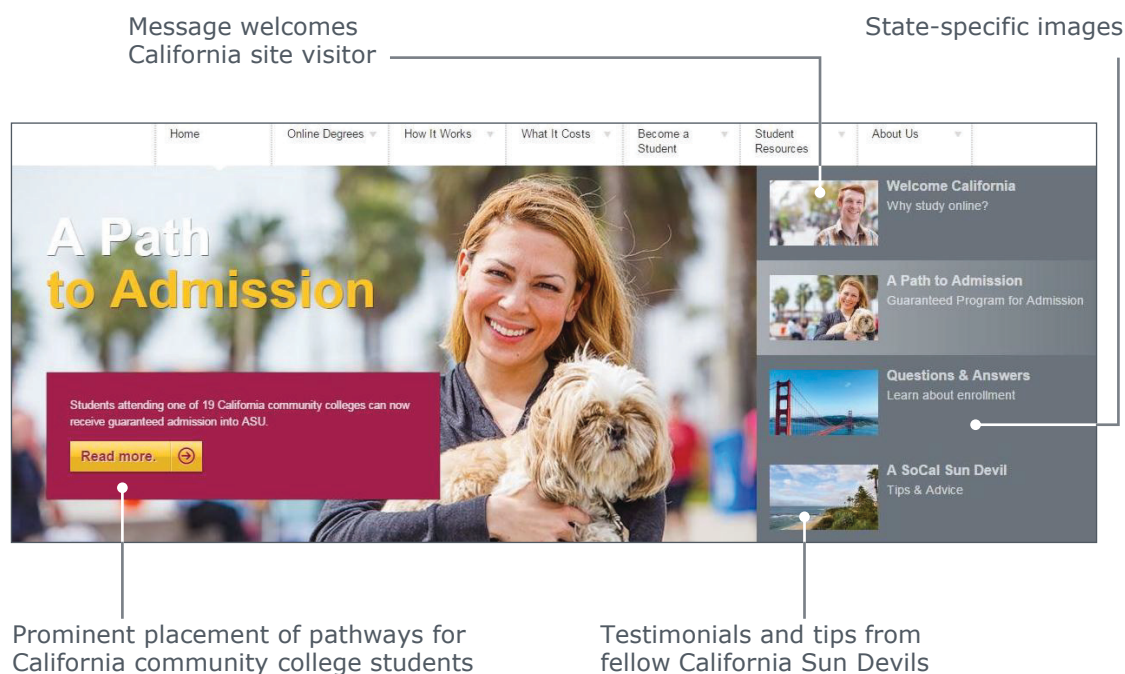 Message welcomes
California site visitor
State-specific images
Home
Online Degrees
How It Works
What It Costs
Become a
Student
Student
Resources
About Us
A Path
to Admission
Students attending one of 19 California community colleges can now
receive guaranteed admission into ASU.
Read more.
Welcome California
Why study online?
A Path to Admission
Guaranteed Program for Admission
Questions & Answers
Learn about enrollment
A SoCal Sun Devil
Tips & Advice
Prominent placement of pathways for
California community college students
Testimonials and tips from
fellow California Sun Devils